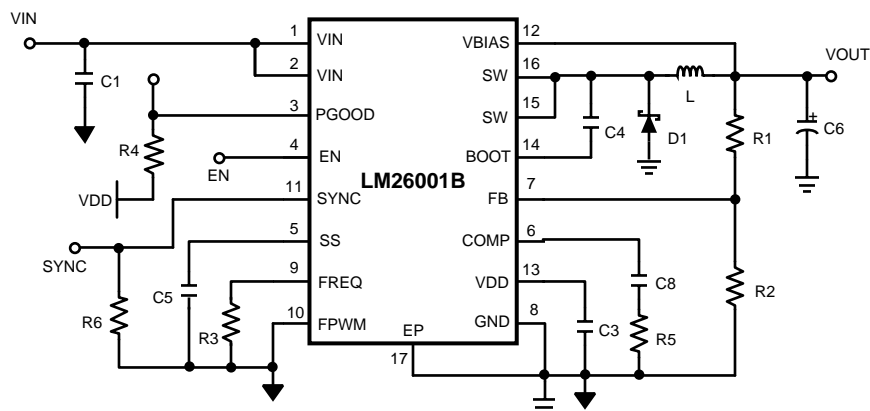 VIN
VOUT
1 VIN
2 VIN
3 PGOOD
4 EN
11 SYNC
5 SS
9 FREQ
10 FPWM
LM26001B
EP
17
VBIAS 12
SW 16
SW 15
BOOT 14
FB 7
COMP 6
VDD 13
GND 8
C1
R4
VDD
EN
SYNC
R6
C5
R3
C4
D1
L
R1
+
C6
R2
C8
R5
C3